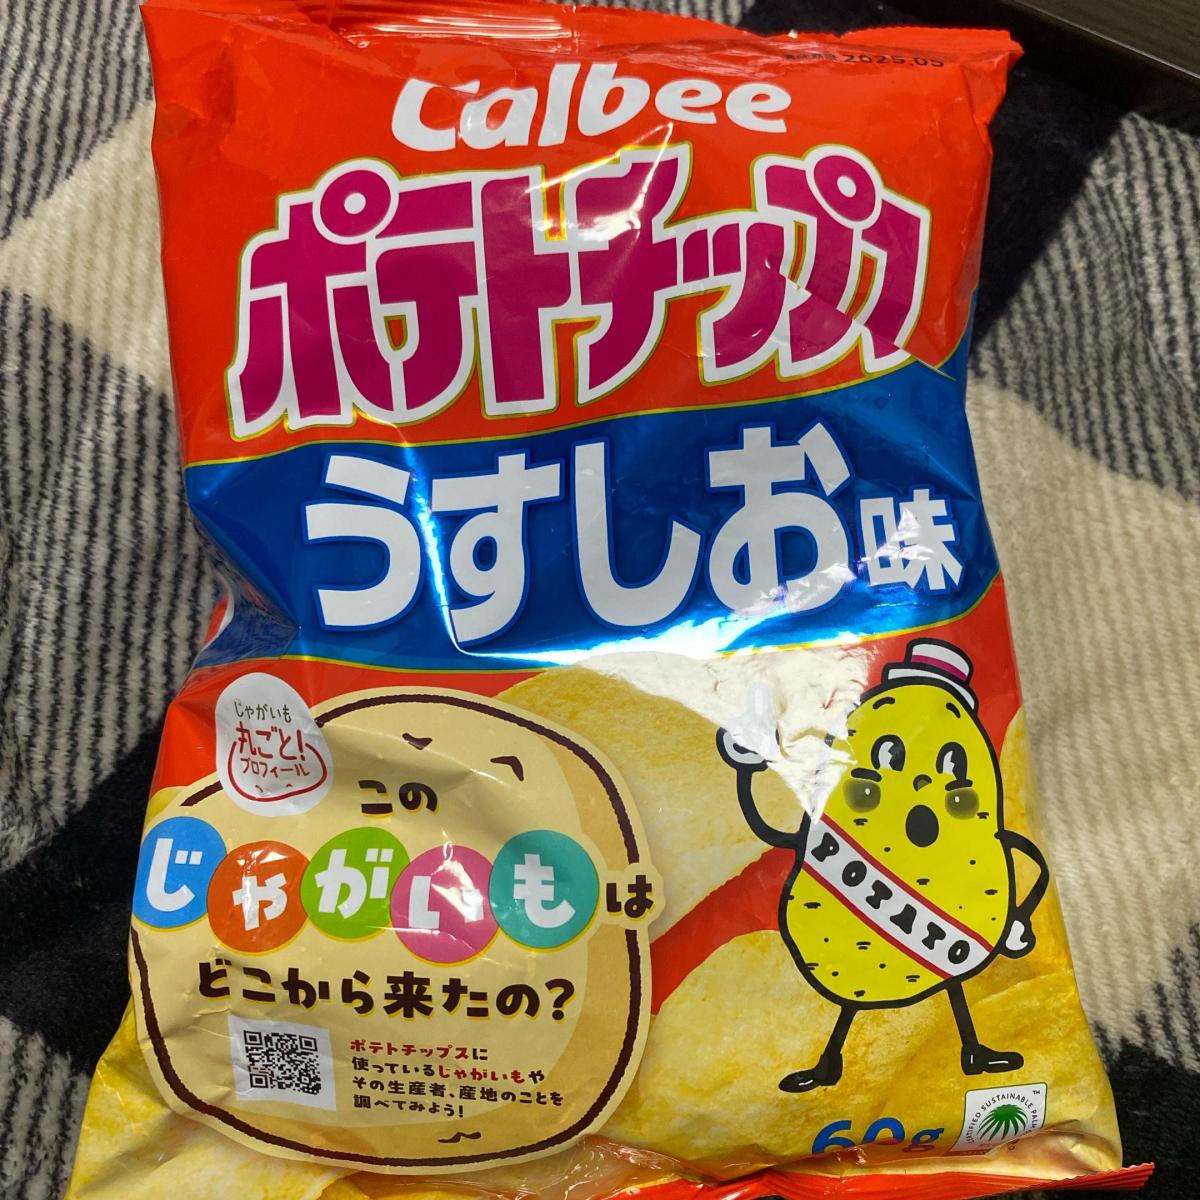 2025.05
Calbee
ポテトチップス
うすしお味
じゃがいも
丸ごと!
プロフィール
この
じゃがいもは
どこから来たの?
ポテトチップスに
使っているじゃがいもや
その生産者、産地のことを
調べてみよう!
POTATO
60g
CERTIFIED SUSTAINABLE PALM
TM